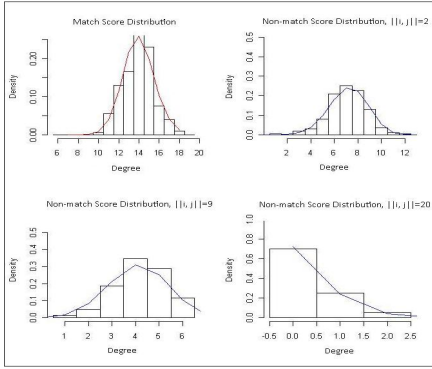 Match Score Distribution
Density
0.00 0.10 0.20
6 8 10 12 14 16 18 20
Degree
Non-match Score Distribution, ||i, j||=2
Density
0.0 0.1 0.2 0.3 0.4 0.5
2 4 6 8 10 12
Degree
Non-match Score Distribution, ||i, j||=9
Density
0.0 0.1 0.2 0.3 0.4 0.5
1 2 3 4 5 6
Degree
Non-match Score Distribution, ||i, j||=20
Density
0.0 0.2 0.4 0.6 0.8 1.0
-0.5 0.0 0.5 1.0 1.5 2.0 2.5
Degree